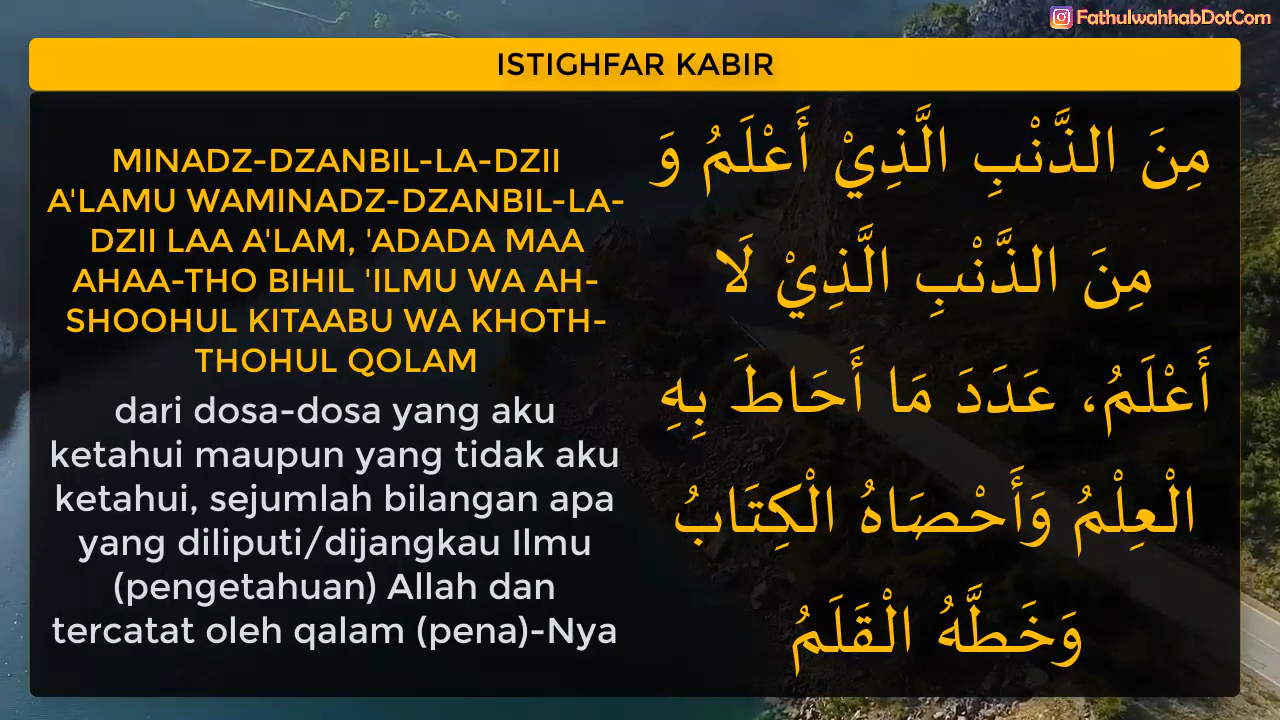 FathulwahhabDotCom
ISTIGHFAR KABIR
MINADZ-DZANBIL-LA-DZII
A'LAMU WAMINADZ-DZANBIL-LA-
DZII LAA A'LAM, 'ADADA MAA
AHAA-THO BIHIL 'ILMU WA AH-
SHOOHUL KITAABU WA KHOTH-
THOHUL QOLAM
dari dosa-dosa yang aku
ketahui maupun yang tidak aku
ketahui, sejumlah bilangan apa
yang diliputi/dijangkau Ilmu
(pengetahuan) Allah dan
tercatat oleh qalam (pena)-Nya
مِنَ الذَّنْبِ الَّذِيْ أَعْلَمُ وَ
مِنَ الذَّنْبِ الَّذِيْ لَا
أَعْلَمُ، عَدَدَ مَا أَحَاطَ بِهِ
الْعِلْمُ وَأَحْصَاهُ الْكِتَابُ
وَخَطَّهُ الْقَلَمُ